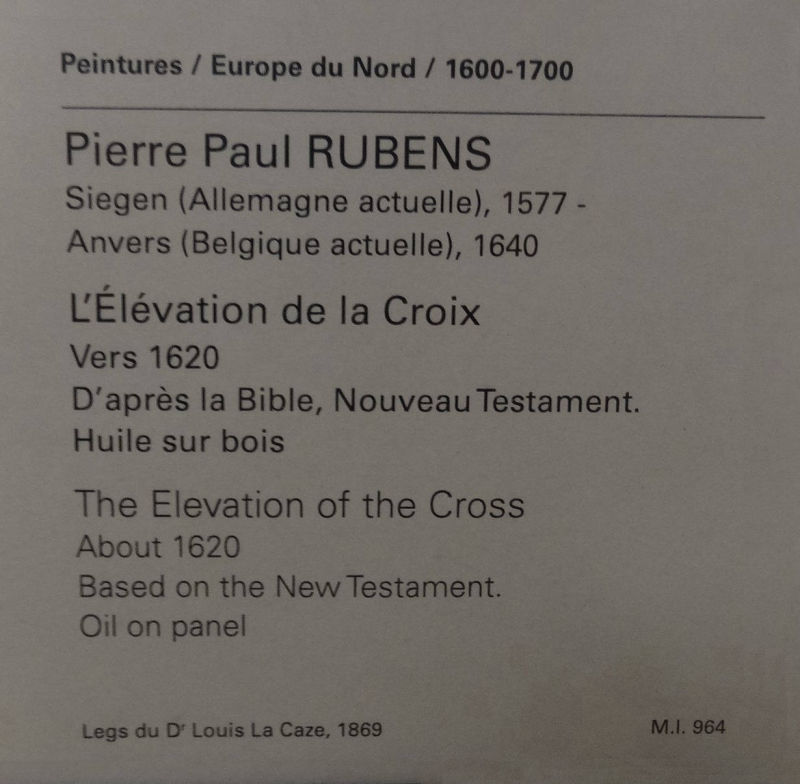 Peintures / Europe du Nord / 1600-1700
Pierre Paul RUBENS
Siegen (Allemagne actuelle), 1577 -
Anvers (Belgique actuelle), 1640
L'Élévation de la Croix
Vers 1620
D'après la Bible, Nouveau Testament.
Huile sur bois
The Elevation of the Cross
About 1620
Based on the New Testament.
Oil on panel
Legs du Dʳ Louis La Caze, 1869
M.I. 964